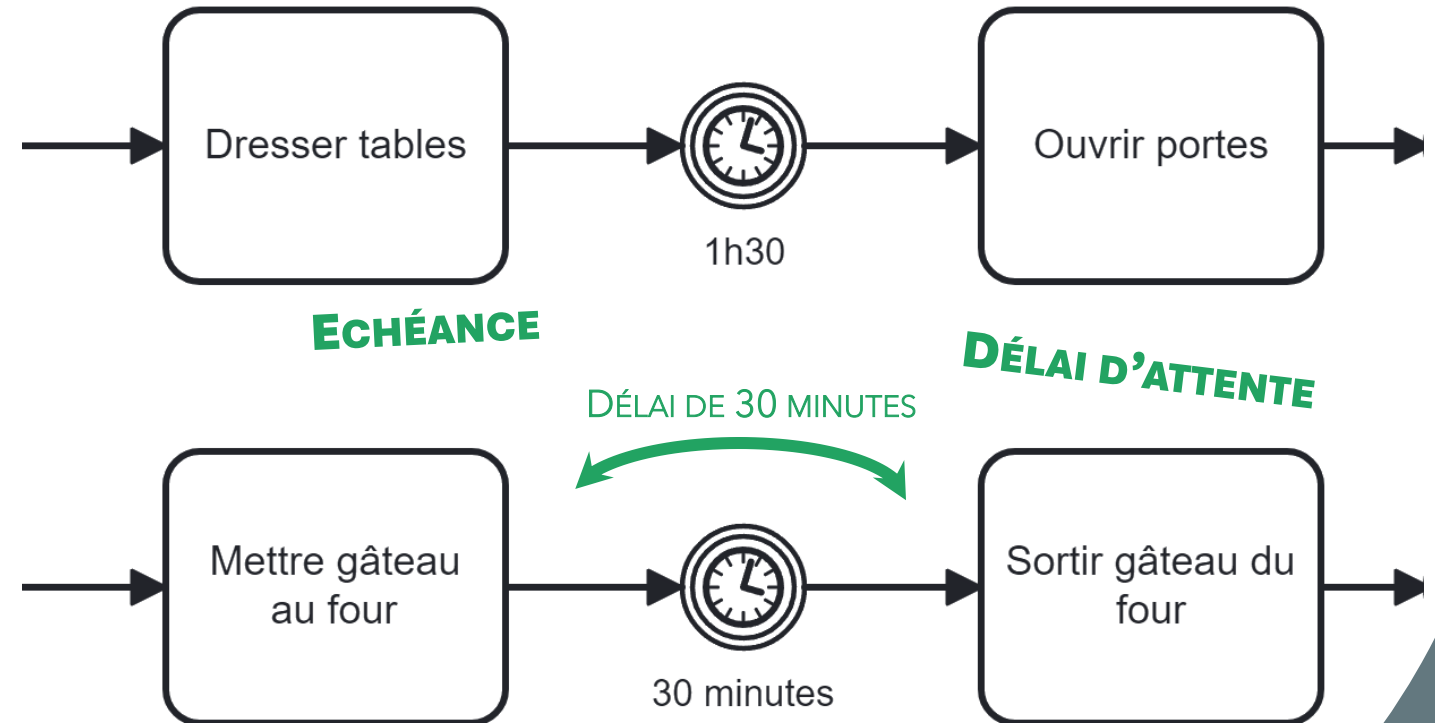 Dresser tables
Ouvrir portes
1h30
ECHÉANCE
DÉLAI D’ATTENTE
DÉLAI DE 30 MINUTES
Mettre gâteau
au four
Sortir gâteau du
four
30 minutes